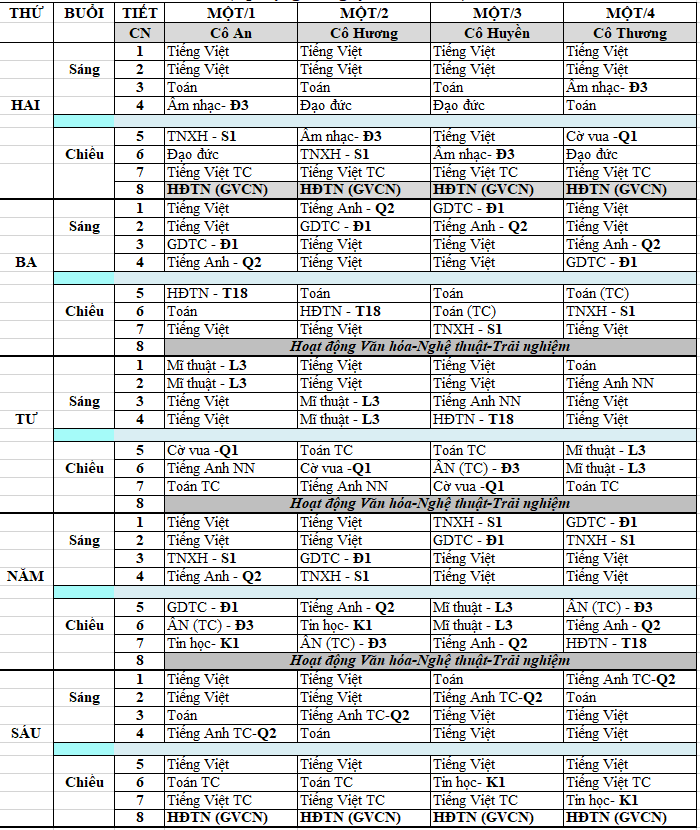 THỨ BUỔI TIẾT MỘT/1 MỘT/2 MỘT/3 MỘT/4
CN Cô An Cô Hương Cô Huyền Cô Thương
1 Tiếng Việt Tiếng Việt Tiếng Việt Tiếng Việt
Sáng 2 Tiếng Việt Tiếng Việt Tiếng Việt Tiếng Việt
3 Toán Toán Toán Âm nhạc- Đ3
HAI 4 Âm nhạc- Đ3 Đạo đức Đạo đức Toán
5 TNXH - S1 Âm nhạc- Đ3 Tiếng Việt Cờ vua -Q1
Chiều 6 Đạo đức TNXH - S1 Âm nhạc- Đ3 Đạo đức
7 Tiếng Việt TC Tiếng Việt TC Tiếng Việt TC Tiếng Việt TC
8 HĐTN (GVCN) HĐTN (GVCN) HĐTN (GVCN) HĐTN (GVCN)
1 Tiếng Việt Tiếng Anh - Q2 GDTC - Đ1 Tiếng Việt
Sáng 2 Tiếng Việt GDTC - Đ1 Tiếng Anh - Q2 Tiếng Việt
3 GDTC - Đ1 Tiếng Việt Tiếng Việt Tiếng Anh - Q2
BA 4 Tiếng Anh - Q2 Tiếng Việt Tiếng Việt GDTC - Đ1
5 HĐTN - T18 Toán Toán Toán (TC)
Chiều 6 Toán HĐTN - T18 Toán (TC) TNXH - S1
7 Tiếng Việt Tiếng Việt TNXH - S1 Tiếng Việt
8 Hoạt động Văn hóa-Nghệ thuật-Trải nghiệm
1 Mĩ thuật - L3 Tiếng Việt Tiếng Việt Toán
2 Mĩ thuật - L3 Tiếng Việt Tiếng Việt Tiếng Anh NN
Sáng 3 Tiếng Việt Mĩ thuật - L3 Tiếng Anh NN Tiếng Việt
TƯ 4 Tiếng Việt Mĩ thuật - L3 HĐTN - T18 Tiếng Việt
5 Cờ vua -Q1 Toán TC Toán TC Mĩ thuật - L3
Chiều 6 Tiếng Anh NN Cờ vua -Q1 ÂN (TC) - Đ3 Mĩ thuật - L3
7 Toán TC Tiếng Anh NN Cờ vua -Q1 Toán TC
8 Hoạt động Văn hóa-Nghệ thuật-Trải nghiệm
1 Tiếng Việt Tiếng Việt TNXH - S1 GDTC - Đ1
Sáng 2 Tiếng Việt Tiếng Việt GDTC - Đ1 TNXH - S1
3 TNXH - S1 GDTC - Đ1 Tiếng Việt Tiếng Việt
NĂM 4 Tiếng Anh - Q2 TNXH - S1 Tiếng Việt Tiếng Việt
5 GDTC - Đ1 Tiếng Anh - Q2 Mĩ thuật - L3 ÂN (TC) - Đ3
Chiều 6 ÂN (TC) - Đ3 Tin học- K1 Mĩ thuật - L3 Tiếng Anh - Q2
7 Tin học- K1 ÂN (TC) - Đ3 Tiếng Anh - Q2 HĐTN - T18
8 Hoạt động Văn hóa-Nghệ thuật-Trải nghiệm
1 Tiếng Việt Tiếng Việt Toán Tiếng Anh TC-Q2
Sáng 2 Tiếng Việt Tiếng Việt Tiếng Anh TC-Q2 Toán
3 Toán Tiếng Anh TC-Q2 Tiếng Việt Tiếng Việt
SÁU 4 Tiếng Anh TC-Q2 Toán Tiếng Việt Tiếng Việt
5 Tiếng Việt Tiếng Việt Tiếng Việt Tiếng Việt
Chiều 6 Toán TC Toán TC Tin học- K1 Tiếng Việt TC
7 Tiếng Việt TC Tiếng Việt TC Tiếng Việt TC Tin học- K1
8 HĐTN (GVCN) HĐTN (GVCN) HĐTN (GVCN) HĐTN (GVCN)